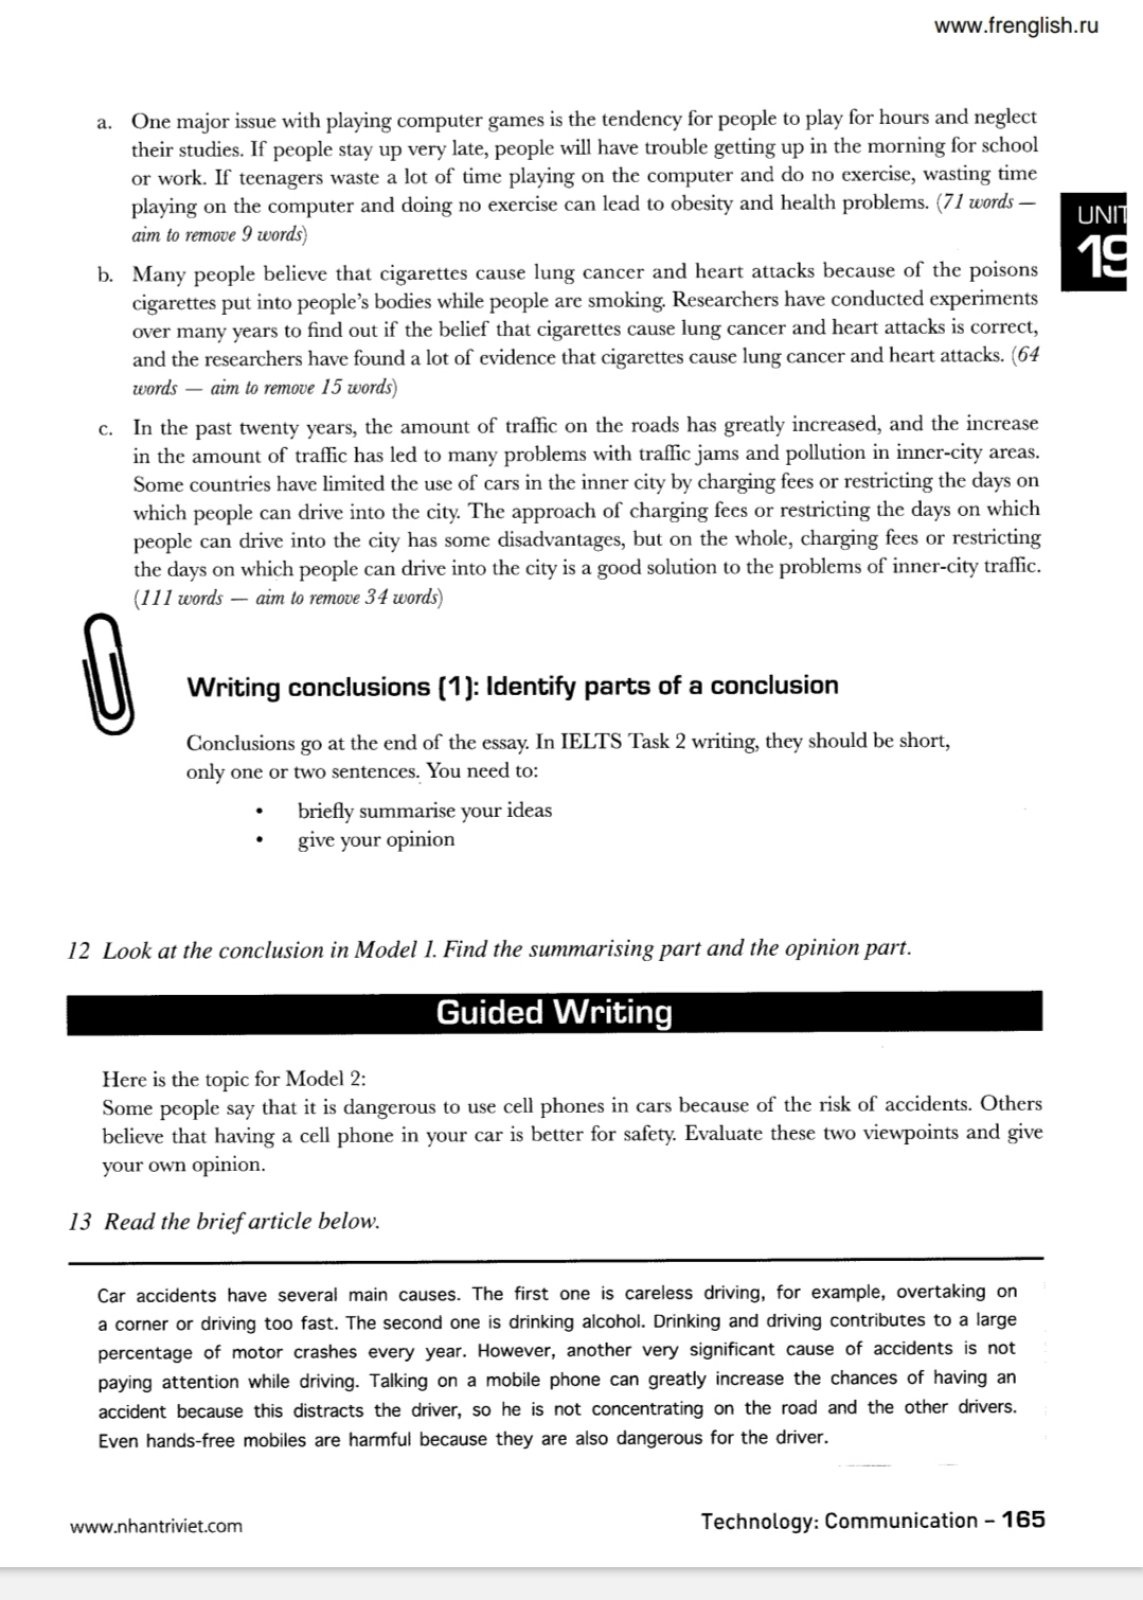 www.frenglish.ru
a. One major issue with playing computer games is the tendency for people to play for hours and neglect
their studies. If people stay up very late, people will have trouble getting up in the morning for school
or work. If teenagers waste a lot of time playing on the computer and do no exercise, wasting time
playing on the computer and doing no exercise can lead to obesity and health problems. (71 words —
aim to remove 9 words)
UNIT
19
b. Many people believe that cigarettes cause lung cancer and heart attacks because of the poisons
cigarettes put into people's bodies while people are smoking. Researchers have conducted experiments
over many years to find out if the belief that cigarettes cause lung cancer and heart attacks is correct,
and the researchers have found a lot of evidence that cigarettes cause lung cancer and heart attacks. (64
words — aim to remove 15 words)
c. In the past twenty years, the amount of traffic on the roads has greatly increased, and the increase
in the amount of traffic has led to many problems with traffic jams and pollution in inner-city areas.
Some countries have limited the use of cars in the inner city by charging fees or restricting the days on
which people can drive into the city. The approach of charging fees or restricting the days on which
people can drive into the city has some disadvantages, but on the whole, charging fees or restricting
the days on which people can drive into the city is a good solution to the problems of inner-city traffic.
(111 words — aim to remove 34 words)
Writing conclusions (1): Identify parts of a conclusion
Conclusions go at the end of the essay. In IELTS Task 2 writing, they should be short,
only one or two sentences. You need to:
• briefly summarise your ideas
• give your opinion
12 Look at the conclusion in Model 1. Find the summarising part and the opinion part.
Guided Writing
Here is the topic for Model 2:
Some people say that it is dangerous to use cell phones in cars because of the risk of accidents. Others
believe that having a cell phone in your car is better for safety. Evaluate these two viewpoints and give
your own opinion.
13 Read the brief article below.
Car accidents have several main causes. The first one is careless driving, for example, overtaking on
a corner or driving too fast. The second one is drinking alcohol. Drinking and driving contributes to a large
percentage of motor crashes every year. However, another very significant cause of accidents is not
paying attention while driving. Talking on a mobile phone can greatly increase the chances of having an
accident because this distracts the driver, so he is not concentrating on the road and the other drivers.
Even hands-free mobiles are harmful because they are also dangerous for the driver.
www.nhantriviet.com
Technology: Communication – 165